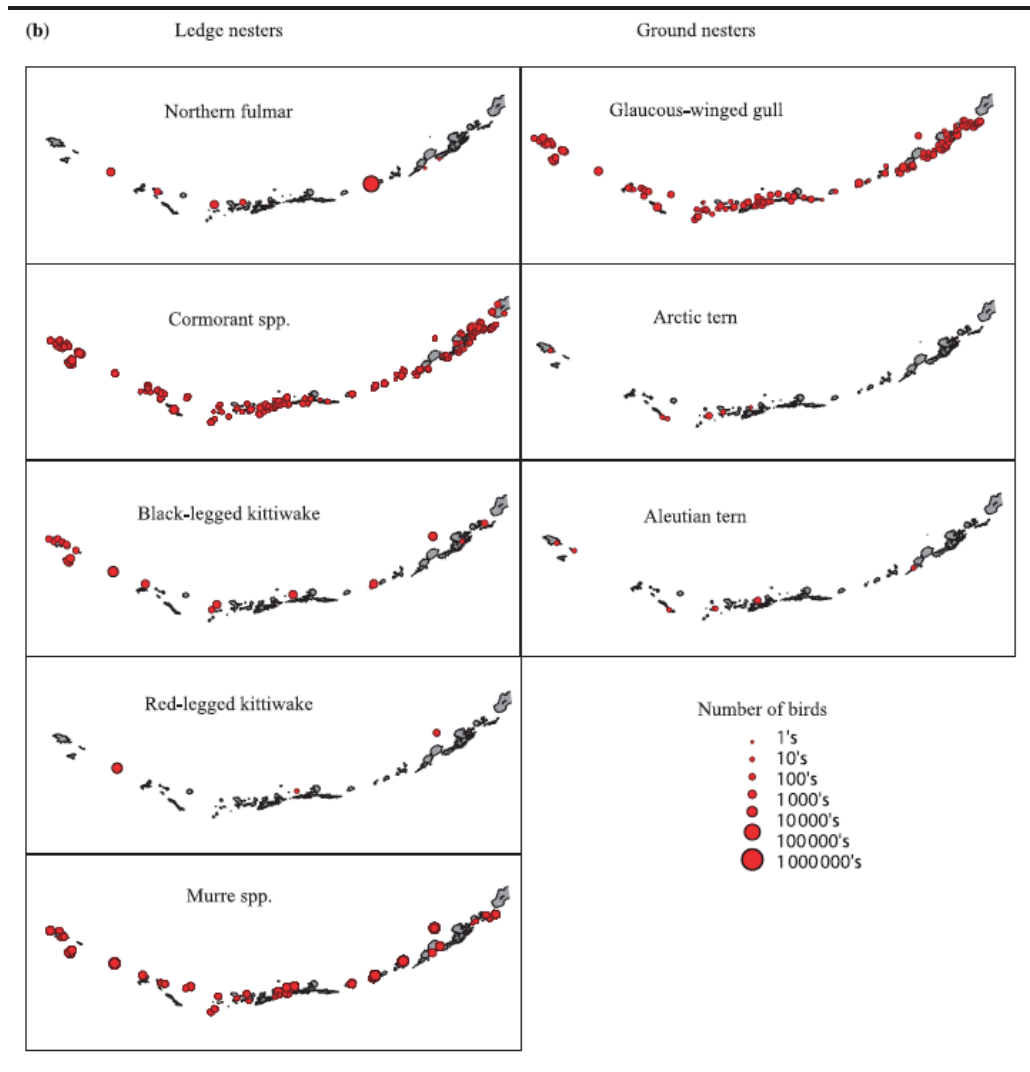 (b) Ledge nesters Ground nesters
Northern fulmar
Glaucous-winged gull
Cormorant spp.
Arctic tern
Black-legged kittiwake
Aleutian tern
Red-legged kittiwake
Murre spp.
Number of birds
1's
10's
100's
1 000's
10 000's
100 000's
1 000 000's